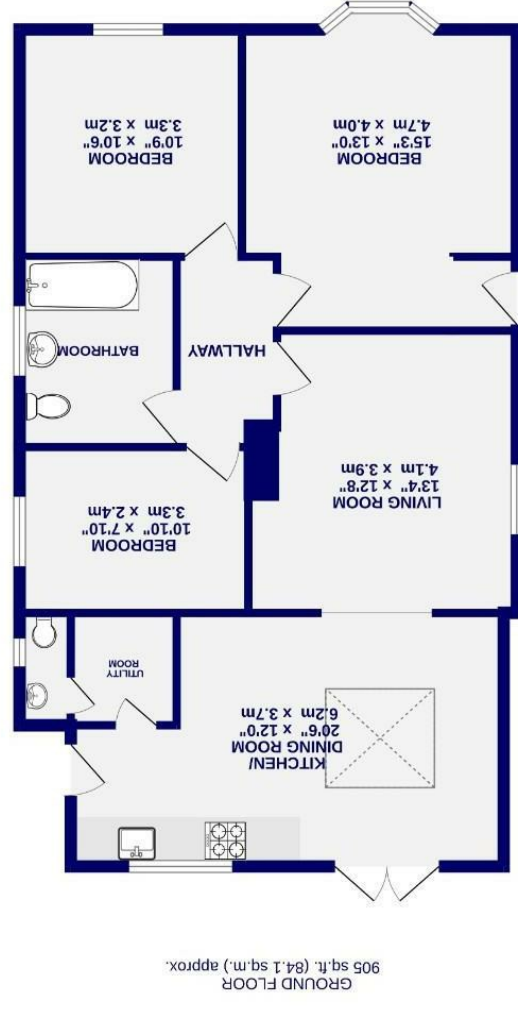 GROUND FLOOR
905 sq.ft. (84.1 sq.m.) approx.
KITCHEN/
DINING ROOM
20'6" x 12'0"
6.2m x 3.7m
UTILITY
ROOM
BEDROOM
10'10" x 7'10"
3.3m x 2.4m
LIVING ROOM
13'4" x 12'8"
4.1m x 3.9m
HALLWAY
BATHROOM
BEDROOM
15'3" x 13'0"
4.7m x 4.0m
BEDROOM
10'9" x 10'6"
3.3m x 3.2m